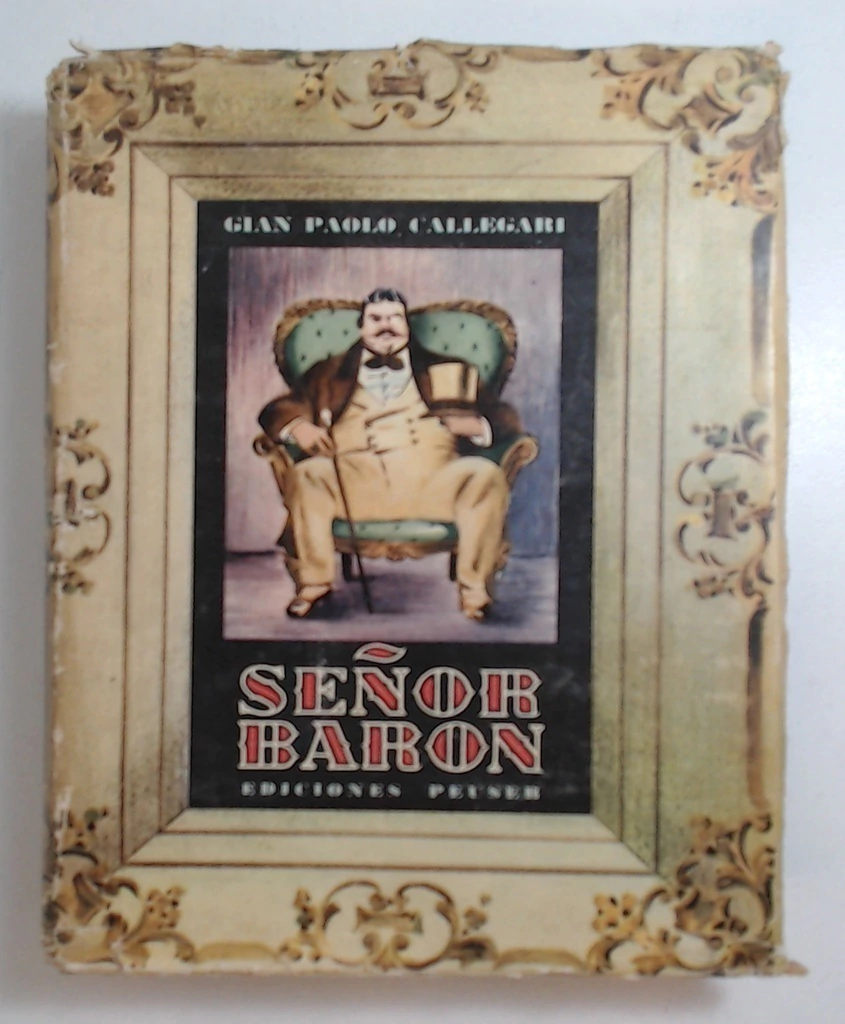 GIAN PAOLO CALLEGARI
SEÑOR
BARON
EDICIONES PEUSER